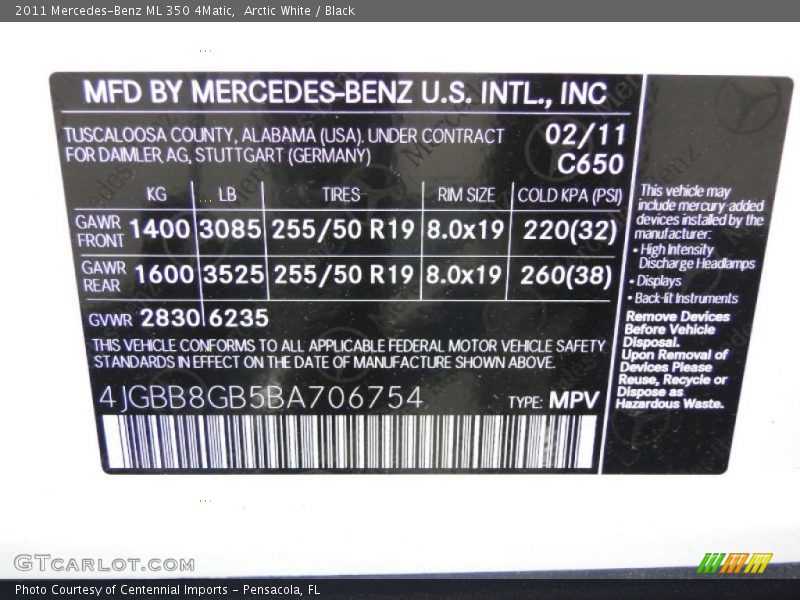 2011 Mercedes-Benz ML 350 4Matic,  Arctic White / Black
MFD BY MERCEDES-BENZ U.S. INTL., INC
TUSCALOOSA COUNTY, ALABAMA (USA). UNDER CONTRACT
FOR DAIMLER AG, STUTTGART (GERMANY)
02/11
C650
KG LB TIRES RIM SIZE COLD KPA (PSI)
GAWR
FRONT 1400 3085 255/50 R19 8.0x19 220(32)
GAWR
REAR 1600 3525 255/50 R19 8.0x19 260(38)
GVWR 2830 6235
THIS VEHICLE CONFORMS TO ALL APPLICABLE FEDERAL MOTOR VEHICLE SAFETY
STANDARDS IN EFFECT ON THE DATE OF MANUFACTURE SHOWN ABOVE.
4JGBB8GB5BA706754 TYPE: MPV
This vehicle may
include mercury-added
devices installed by the
manufacturer:
• High Intensity
Discharge Headlamps
• Displays
• Back-lit Instruments
Remove Devices
Before Vehicle
Disposal.
Upon Removal of
Devices Please
Reuse, Recycle or
Dispose as
Hazardous Waste.
GTCARLOT.COM
Photo Courtesy of Centennial Imports - Pensacola, FL